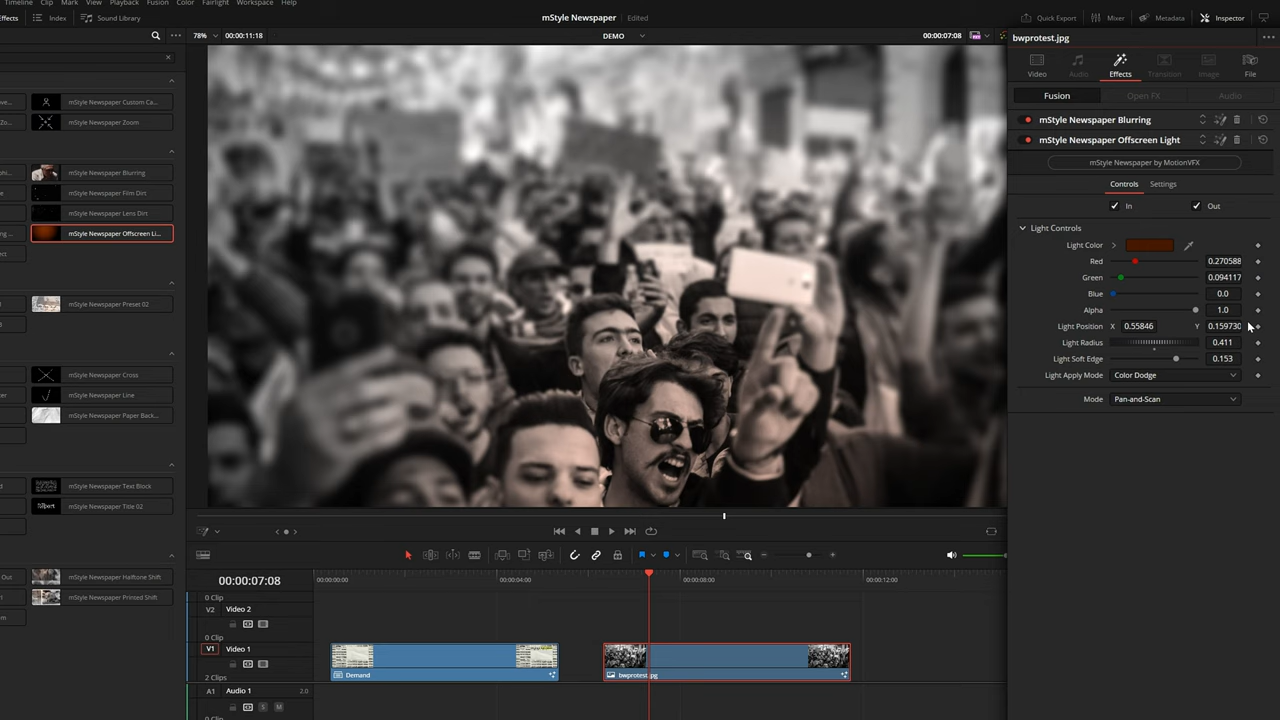 Timeline Clip Mark View Playback Fusion Color Fairlight Workspace Help
Effects Index Sound Library
mStyle Newspaper Edited
Quick Export Mixer Metadata Inspector
78% 00:00:11:18 DEMO 00:00:07:08
bwprotest.jpg
Video Audio Effects Transition Image File
Fusion Open FX Audio
mStyle Newspaper Blurring
mStyle Newspaper Offscreen Light
mStyle Newspaper by MotionVFX
Controls Settings
In Out
Light Controls
Light Color
Red 0.270588
Green 0.094117
Blue 0.0
Alpha 1.0
Light Position X 0.55846 Y 0.159730
Light Radius 0.411
Light Soft Edge 0.153
Light Apply Mode Color Dodge
Mode Pan-and-Scan
mStyle Newspaper Custom Ca...
mStyle Newspaper Zoom
mStyle Newspaper Blurring
mStyle Newspaper Film Dirt
mStyle Newspaper Lens Dirt
mStyle Newspaper Offscreen Li...
mStyle Newspaper Preset 02
mStyle Newspaper Cross
mStyle Newspaper Line
mStyle Newspaper Paper Back...
mStyle Newspaper Text Block
mStyle Newspaper Title 02
Out mStyle Newspaper Halftone Shift
mStyle Newspaper Printed Shift
00:00:07:08
00:00:00:00 00:00:04:00 00:00:08:00 00:00:12:00
0 Clip
V2 Video 2
0 Clip
V1 Video 1
2 Clips
Demand
bwprotest.jpg
A1 Audio 1 2.0
S M
0 Clip